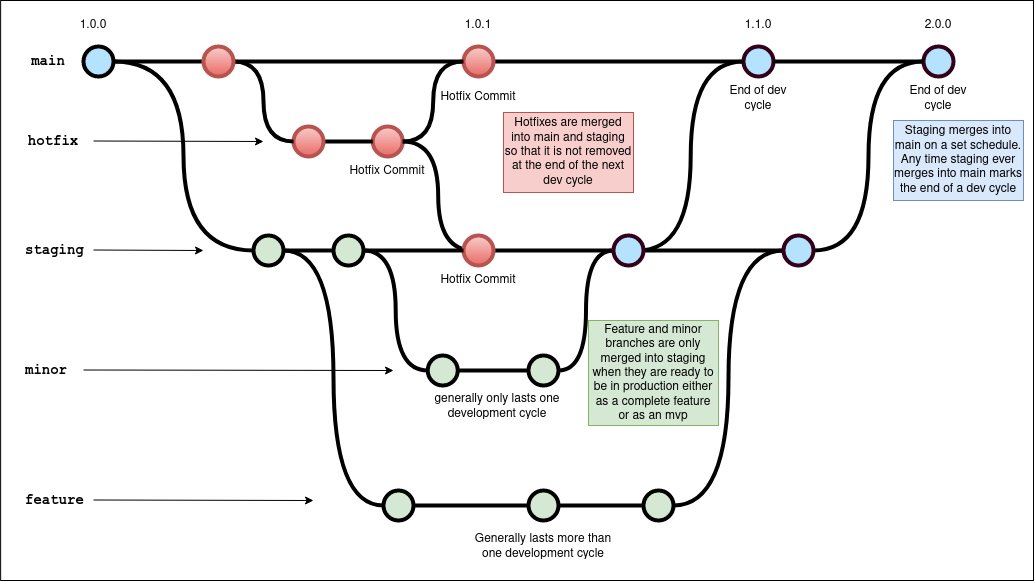 1.0.0
1.0.1
1.1.0
2.0.0
main
Hotfix Commit
End of dev
cycle
End of dev
cycle
hotfix
Hotfix Commit
Hotfixes are merged
into main and staging
so that it is not removed
at the end of the next
dev cycle
Staging merges into
main on a set schedule.
Any time staging ever
merges into main marks
the end of a dev cycle
staging
Hotfix Commit
minor
generally only lasts one
development cycle
Feature and minor
branches are only
merged into staging
when they are ready to
be in production either
as a complete feature
or as an mvp
feature
Generally lasts more than
one development cycle